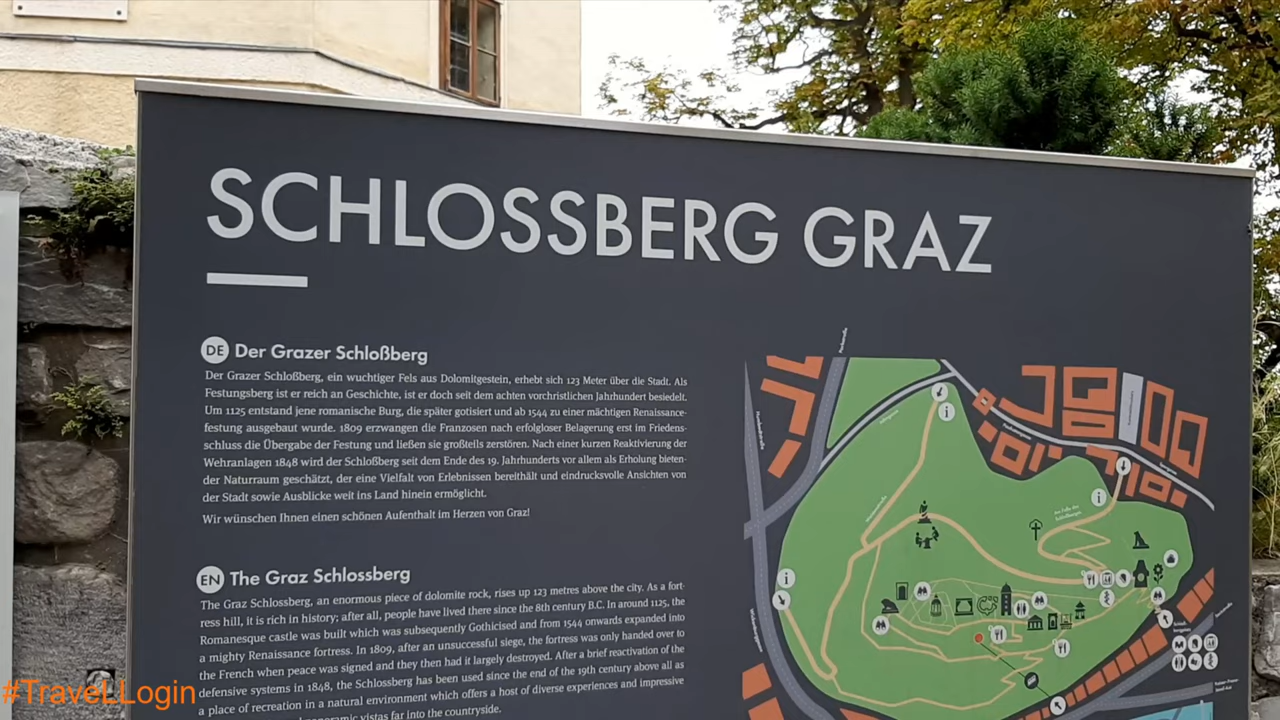 SCHLOSSBERG GRAZ
DE Der Grazer Schloßberg
Der Grazer Schloßberg, ein wuchtiger Fels aus Dolomitgestein, erhebt sich 123 Meter über die Stadt. Als
Festungsberg ist er reich an Geschichte, ist er doch seit dem achten vorchristlichen Jahrhundert besiedelt.
Um 1125 entstand jene romanische Burg, die später gotisiert und ab 1544 zu einer mächtigen Renaissance-
festung ausgebaut wurde. 1809 erzwangen die Franzosen nach erfolgloser Belagerung erst im Friedens-
schluss die Übergabe der Festung und ließen sie großteils zerstören. Nach einer kurzen Reaktivierung der
Wehranlagen 1848 wird der Schloßberg seit dem Ende des 19. Jahrhunderts vor allem als Erholung bieten-
der Naturraum geschätzt, der eine Vielfalt von Erlebnissen bereithält und eindrucksvolle Ansichten von
der Stadt sowie Ausblicke weit ins Land hinein ermöglicht.
Wir wünschen Ihnen einen schönen Aufenthalt im Herzen von Graz!
EN The Graz Schlossberg
The Graz Schlossberg, an enormous piece of dolomite rock, rises up 123 metres above the city. As a fort-
ress hill, it is rich in history; after all, people have lived there since the 8th century B.C. In around 1125, the
Romanesque castle was built which was subsequently Gothicised and from 1544 onwards expanded into
a mighty Renaissance fortress. In 1809, after an unsuccessful siege, the fortress was only handed over to
the French when peace was signed and they then had it largely destroyed. After a brief reactivation of the
defensive systems in 1848, the Schlossberg has been used since the end of the 19th century above all as
a place of recreation in a natural environment which offers a host of diverse experiences and impressive
vistas far into the countryside.
#TraveLLogin